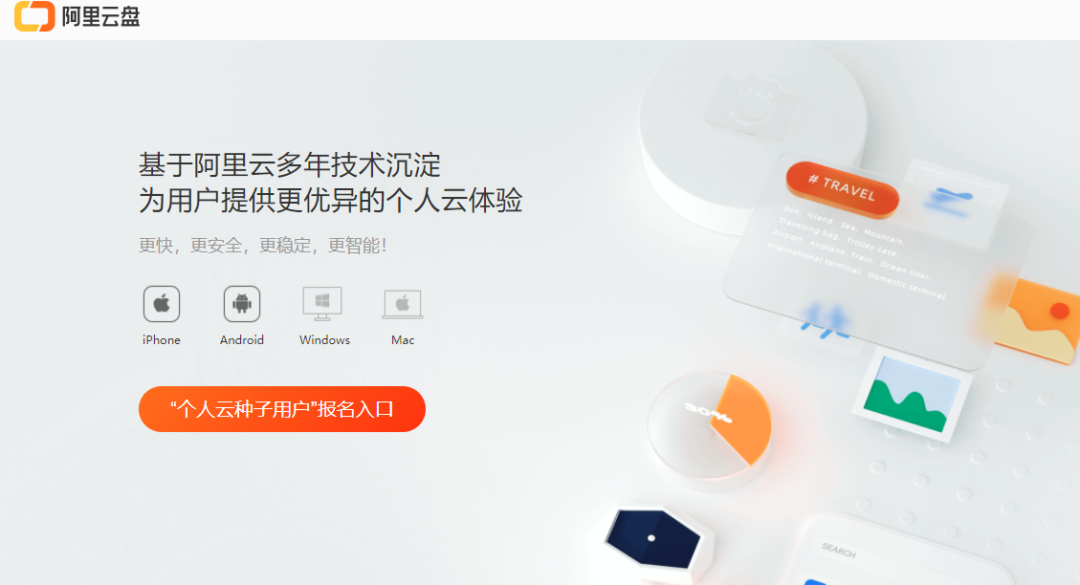 阿里云盘
基于阿里云多年技术沉淀
为用户提供更优异的个人云体验
更快，更安全，更稳定，更智能！
iPhone
Android
Windows
Mac
“个人云种子用户”报名入口
# TRAVEL
Sun. Island. Sea. Mountain.
Travelling bag. Trolley case.
Airport. Airplane. Train. Ocean liner.
International terminal. Domestic terminal.
30%
SEARCH